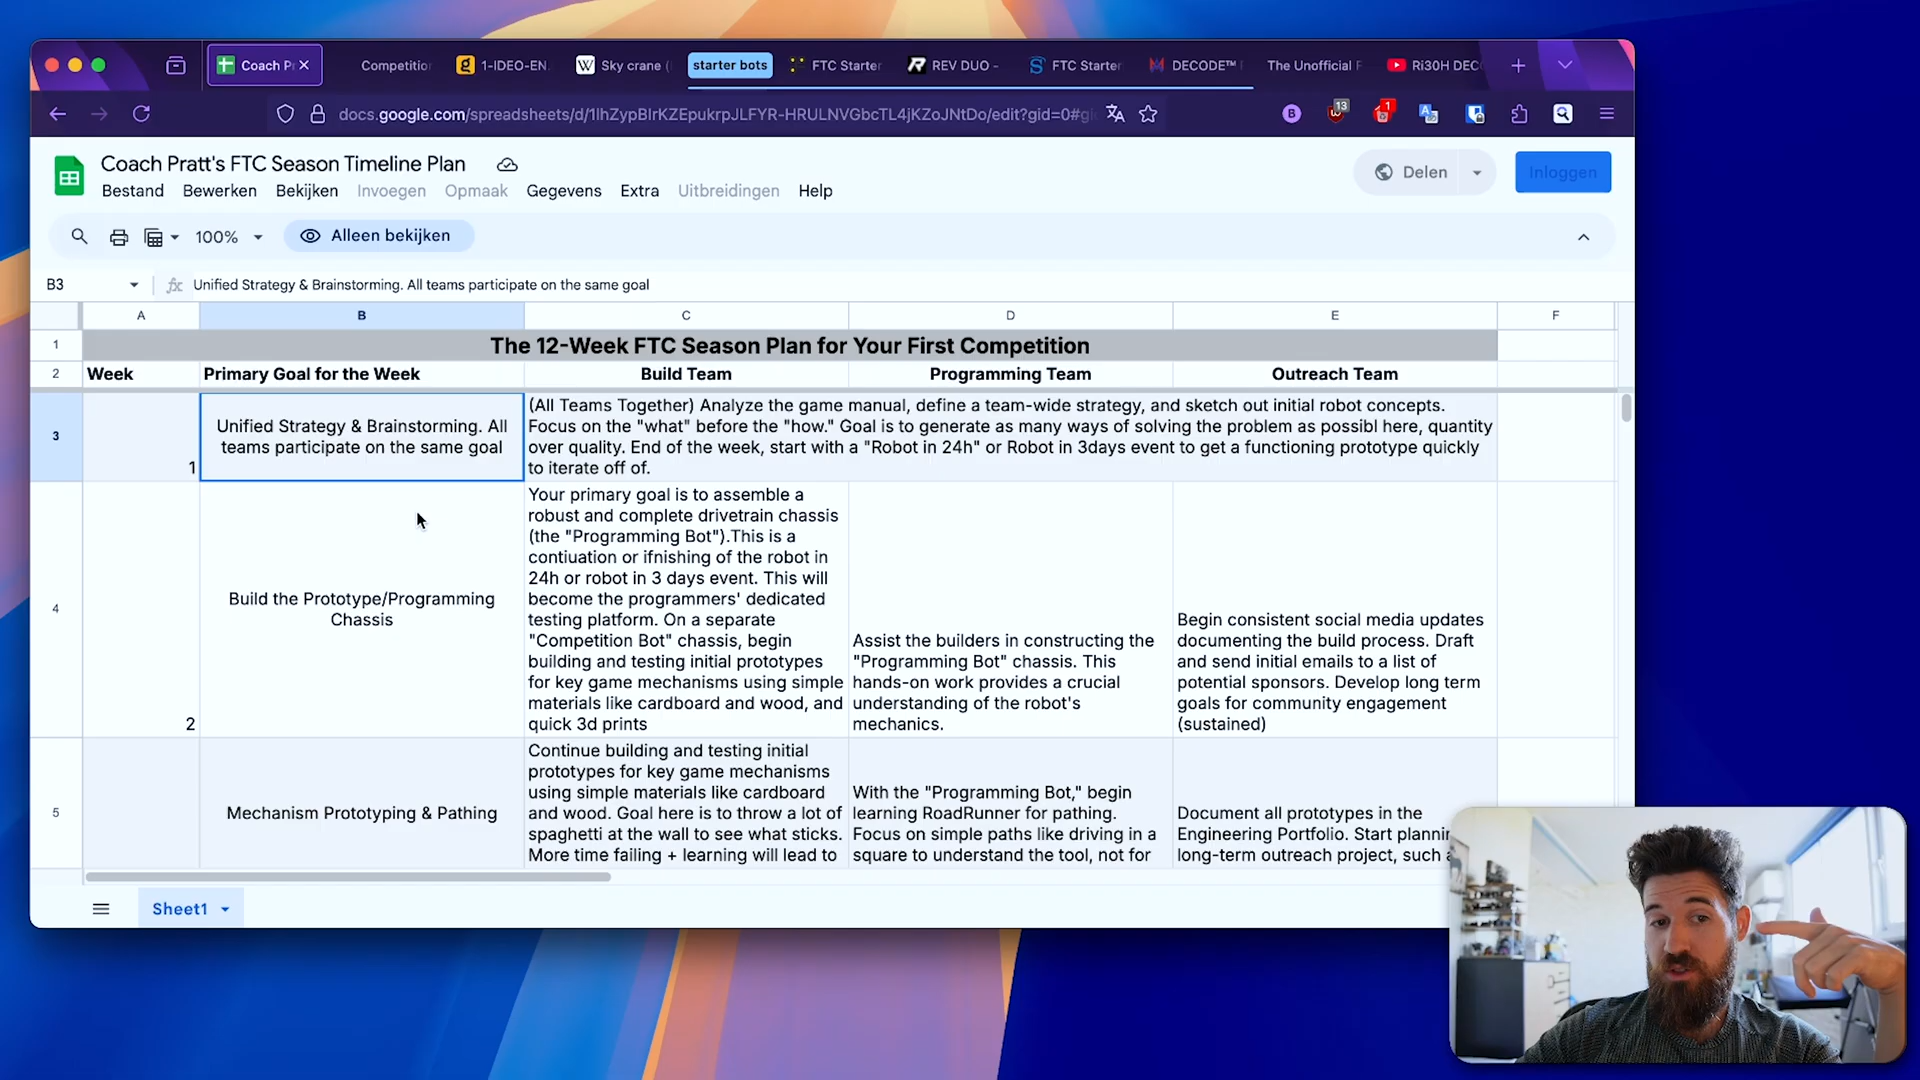 Coach P
Competitio
1-IDEO-EN.
W Sky crane (
starter bots
FTC Starter
REV DUO -
FTC Starter
DECODE™
The Unofficial F
Ri30H DEC
docs.google.com/spreadsheets/d/1lhZypBlrKZEpukrpJLFYR-HRULNVGbcTL4jKZoJNtDo/edit?gid=0#gi
B
13
1
Coach Pratt's FTC Season Timeline Plan
Bestand Bewerken Bekijken Invoegen Opmaak Gegevens Extra Uitbreidingen Help
Delen
Inloggen
100%
Alleen bekijken
B3
fx Unified Strategy & Brainstorming. All teams participate on the same goal
A B C D E F
1 The 12-Week FTC Season Plan for Your First Competition
2 Week Primary Goal for the Week Build Team Programming Team Outreach Team
3
1
Unified Strategy & Brainstorming. All
teams participate on the same goal
(All Teams Together) Analyze the game manual, define a team-wide strategy, and sketch out initial robot concepts.
Focus on the "what" before the "how." Goal is to generate as many ways of solving the problem as possibl here, quantity
over quality. End of the week, start with a "Robot in 24h" or Robot in 3days event to get a functioning prototype quickly
to iterate off of.
4
2
Build the Prototype/Programming
Chassis
Your primary goal is to assemble a
robust and complete drivetrain chassis
(the "Programming Bot").This is a
contiuation or ifnishing of the robot in
24h or robot in 3 days event. This will
become the programmers' dedicated
testing platform. On a separate
"Competition Bot" chassis, begin
building and testing initial prototypes
for key game mechanisms using simple
materials like cardboard and wood, and
quick 3d prints
Assist the builders in constructing the
"Programming Bot" chassis. This
hands-on work provides a crucial
understanding of the robot's
mechanics.
Begin consistent social media updates
documenting the build process. Draft
and send initial emails to a list of
potential sponsors. Develop long term
goals for community engagement
(sustained)
5
Mechanism Prototyping & Pathing
Continue building and testing initial
prototypes for key game mechanisms
using simple materials like cardboard
and wood. Goal here is to throw a lot of
spaghetti at the wall to see what sticks.
More time failing + learning will lead to
With the "Programming Bot," begin
learning RoadRunner for pathing.
Focus on simple paths like driving in a
square to understand the tool, not for
Document all prototypes in the
Engineering Portfolio. Start plannin
long-term outreach project, such a
Sheet1